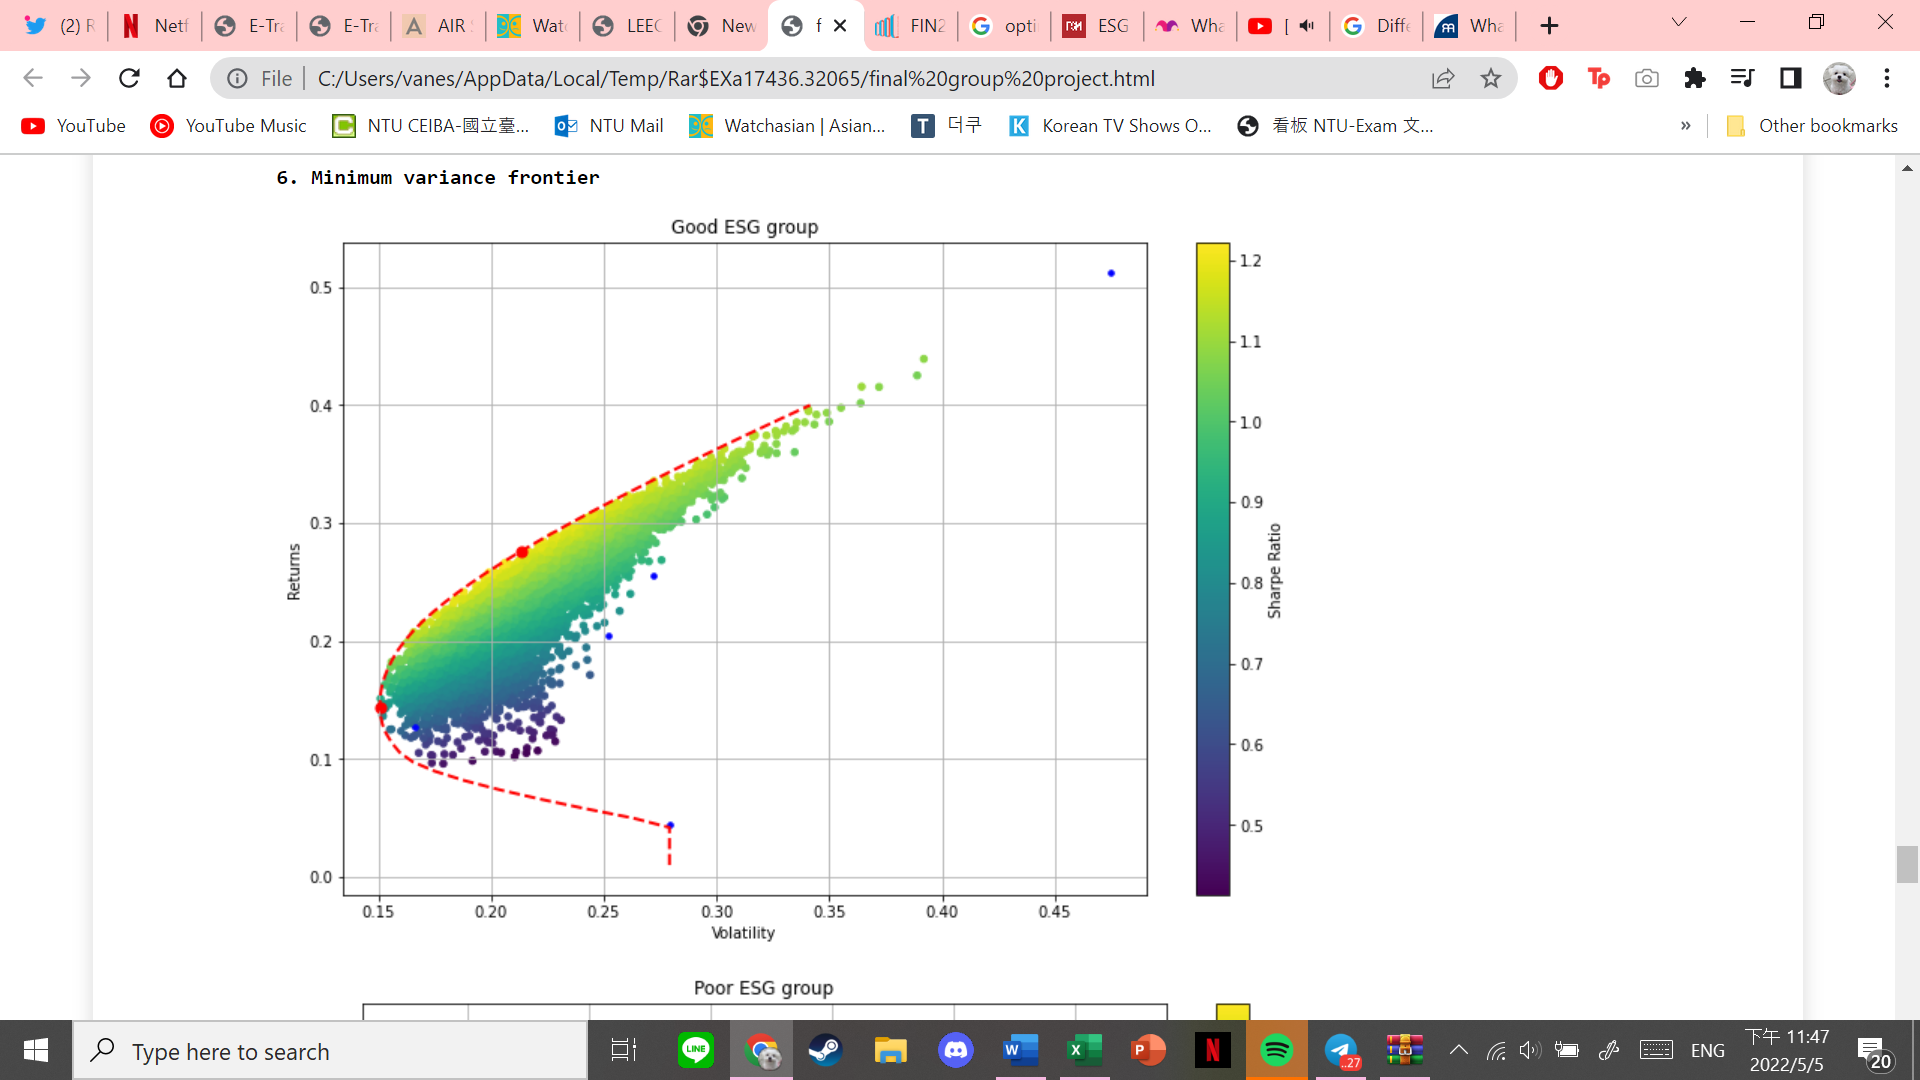 (2) R
Netf
E-Tra
E-Tra
AIR
Wat
LEEC
New
f
FIN2
opti
ESG
Wha
[
Diffe
Wha
File
C:/Users/vanes/AppData/Local/Temp/Rar$EXa17436.32065/final%20group%20project.html
YouTube
YouTube Music
NTU CEIBA-國立臺...
NTU Mail
Watchasian | Asian...
더쿠
Korean TV Shows O...
看板 NTU-Exam 文...
»
Other bookmarks
6. Minimum variance frontier
Good ESG group
0.5
0.4
0.3
0.2
0.1
0.0
Returns
0.15 0.20 0.25 0.30 0.35 0.40 0.45
Volatility
1.2
1.1
1.0
0.9
0.8
0.7
0.6
0.5
Sharpe Ratio
Poor ESG group
Type here to search
LINE
27
ENG
下午 11:47
2022/5/5
20